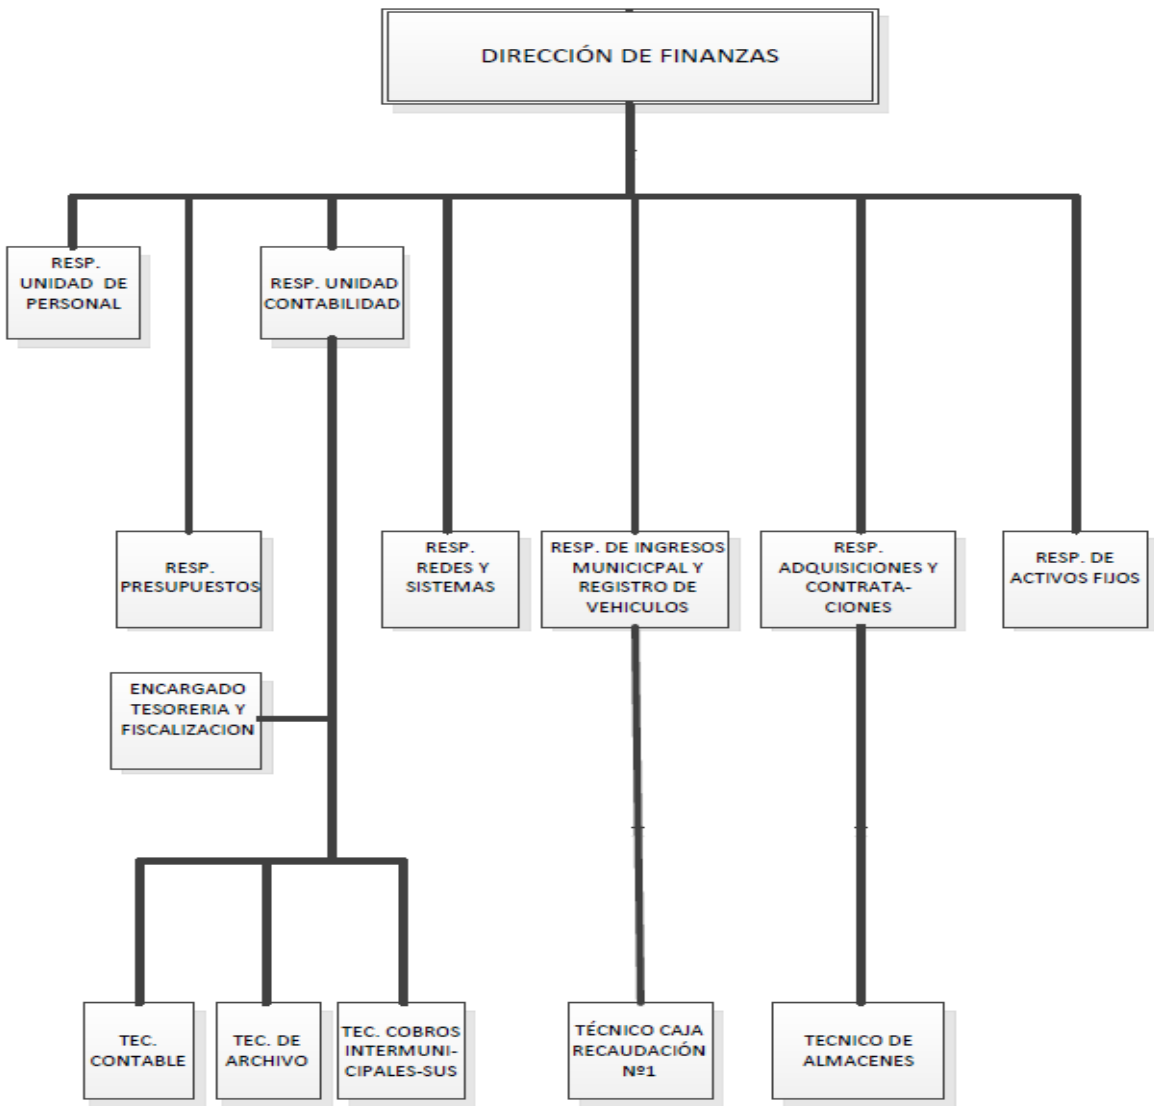 DIRECCIÓN DE FINANZAS
RESP.
UNIDAD DE
PERSONAL
RESP. UNIDAD
CONTABILIDAD
RESP.
PRESUPUESTOS
RESP.
REDES Y
SISTEMAS
RESP. DE INGRESOS
MUNICICPAL Y
REGISTRO DE
VEHICULOS
RESP.
ADQUISICIONES Y
CONTRATA-
CIONES
RESP. DE
ACTIVOS FIJOS
ENCARGADO
TESORERIA Y
FISCALIZACION
TEC.
CONTABLE
TEC. DE
ARCHIVO
TEC. COBROS
INTERMUNI-
CIPALES-SUS
TÉCNICO CAJA
RECAUDACIÓN
Nº1
TECNICO DE
ALMACENES